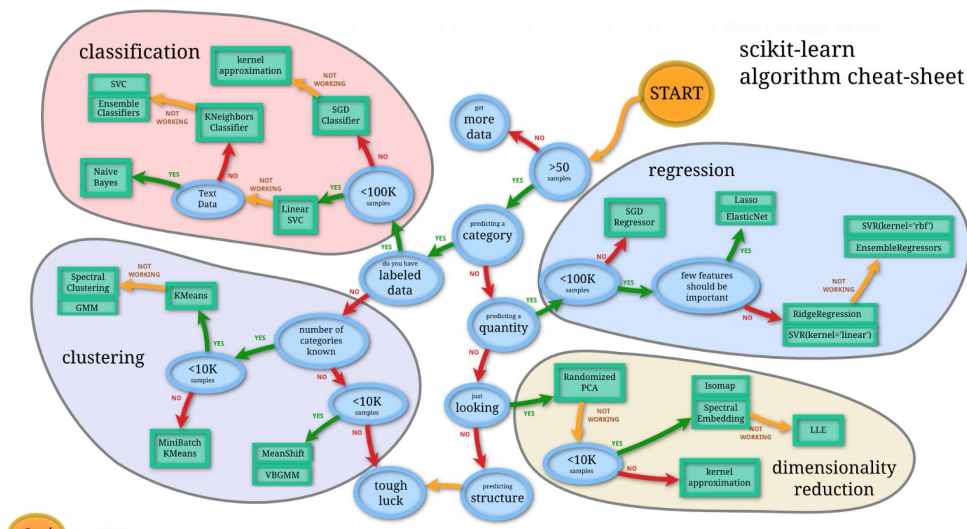 scikit-learn
algorithm cheat-sheet
START
classification
kernel
approximation
NOT
WORKING
SVC
Ensemble
Classifiers
NOT
WORKING
KNeighbors
Classifier
SGD
Classifier
NO
NO
Naive
Bayes
YES
Text
Data
NOT
WORKING
Linear
SVC
YES
<100K
samples
YES
get
more
data
NO
>50
samples
YES
predicting a
category
YES
NO
do you have
labeled
data
NO
predicting a
quantity
YES
NO
regression
SGD
Regressor
NO
<100K
samples
YES
Lasso
ElasticNet
YES
few features
should be
important
NO
SVR(kernel='rbf')
EnsembleRegressors
NOT
WORKING
RidgeRegression
SVR(kernel='linear')
clustering
Spectral
Clustering
GMM
NOT
WORKING
KMeans
YES
<10K
samples
NO
MiniBatch
KMeans
YES
number of
categories
known
NO
<10K
samples
YES
MeanShift
VBGMM
NO
tough
luck
just
looking
YES
NO
predicting
structure
dimensionality
reduction
Randomized
PCA
NOT
WORKING
<10K
samples
YES
Isomap
Spectral
Embedding
NOT
WORKING
LLE
NO
kernel
approximation